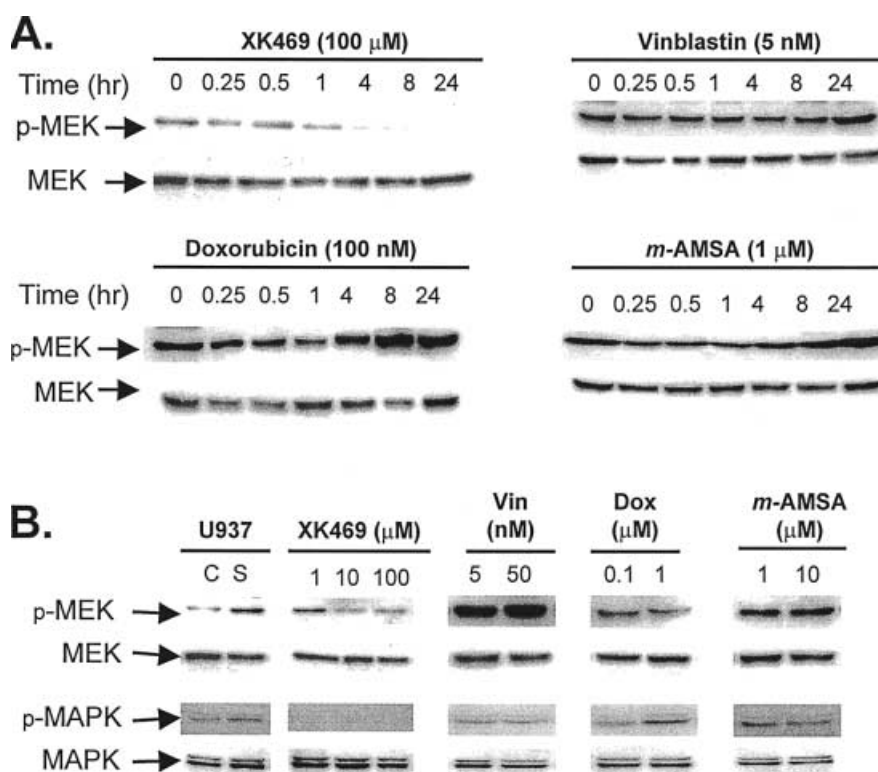 A.
XK469 (100 μM)
Time (hr) 0 0.25 0.5 1 4 8 24
p-MEK
MEK
Vinblastin (5 nM)
0 0.25 0.5 1 4 8 24
Doxorubicin (100 nM)
Time (hr) 0 0.25 0.5 1 4 8 24
p-MEK
MEK
m-AMSA (1 μM)
0 0.25 0.5 1 4 8 24
B.
U937 XK469 (μM) Vin (nM) Dox (μM) m-AMSA (μM)
C S 1 10 100 5 50 0.1 1 1 10
p-MEK
MEK
p-MAPK
MAPK